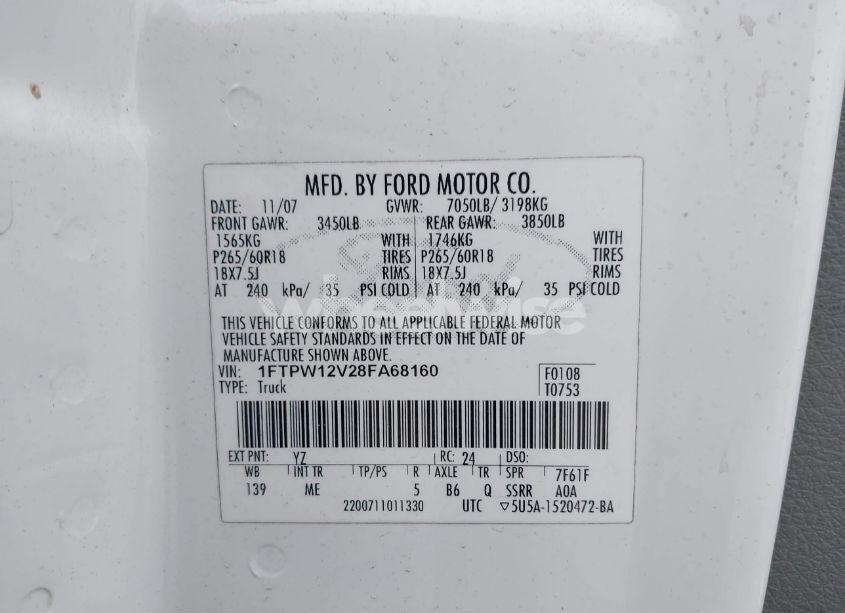 MFD. BY FORD MOTOR CO.
DATE: 11/07 GVWR: 7050LB/ 3198KG
FRONT GAWR: 3450LB REAR GAWR: 3850LB
1565KG WITH 1746KG WITH
P265/60R18 TIRES P265/60R18 TIRES
18X7.5J RIMS 18X7.5J RIMS
AT 240 kPa/ 35 PSI COLD AT 240 kPa/ 35 PSI COLD
wheelwise
THIS VEHICLE CONFORMS TO ALL APPLICABLE FEDERAL MOTOR
VEHICLE SAFETY STANDARDS IN EFFECT ON THE DATE OF
MANUFACTURE SHOWN ABOVE.
VIN: 1FTPW12V28FA68160 F0108
TYPE: Truck T0753
EXT PNT: YZ RC: 24 DSO:
WB INT TR TP/PS R AXLE TR SPR 7F61F
139 ME 5 B6 Q SSRR A0A
2200711011330 UTC ▽5U5A-1520472-BA